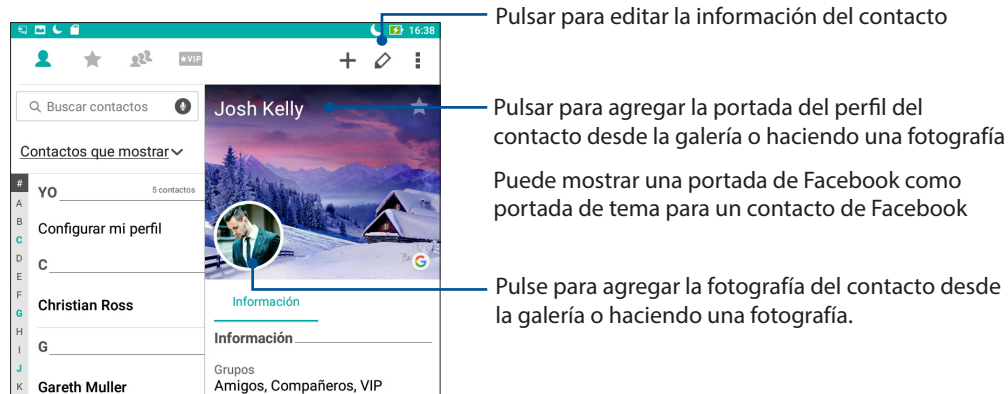 16:38
Pulsar para editar la información del contacto
VIP
Buscar contactos
Josh Kelly
Pulsar para agregar la portada del perfil del
contacto desde la galería o haciendo una fotografía
Contactos que mostrar
Puede mostrar una portada de Facebook como
portada de tema para un contacto de Facebook
#
A
B
C
D
E
F
G
H
I
J
K
YO
5 contactos
Configurar mi perfil
C
Christian Ross
G
Gareth Muller
G
Pulse para agregar la fotografía del contacto desde
la galería o haciendo una fotografía.
Información
Información
Grupos
Amigos, Compañeros, VIP